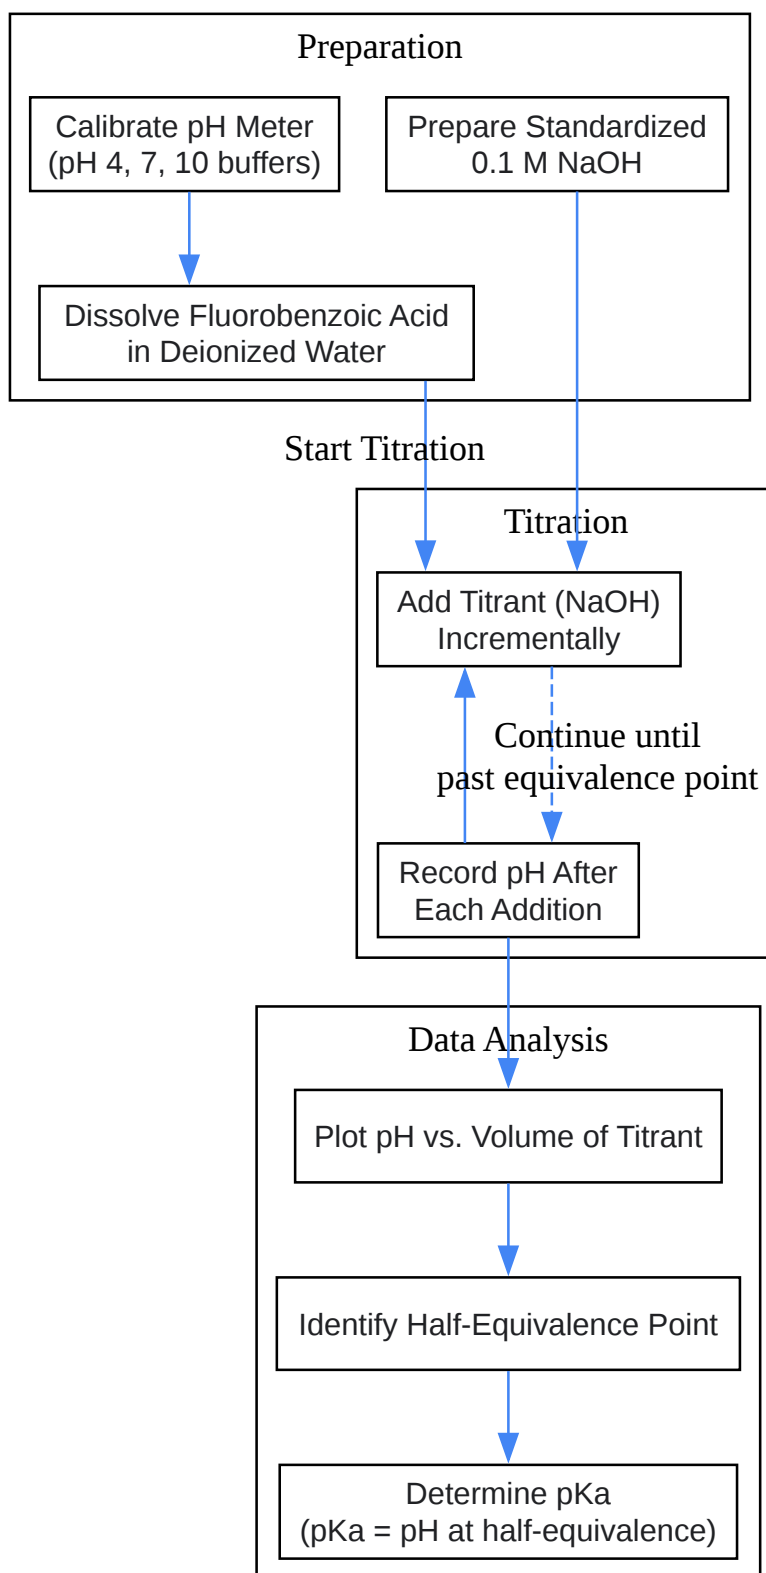 Preparation
Calibrate pH Meter
(pH 4, 7, 10 buffers)
Prepare Standardized
0.1 M NaOH
Dissolve Fluorobenzoic Acid
in Deionized Water
Start Titration
Titration
Add Titrant (NaOH)
Incrementally
Continue until
past equivalence point
Record pH After
Each Addition
Data Analysis
Plot pH vs. Volume of Titrant
Identify Half-Equivalence Point
Determine pKa
(pKa = pH at half-equivalence)